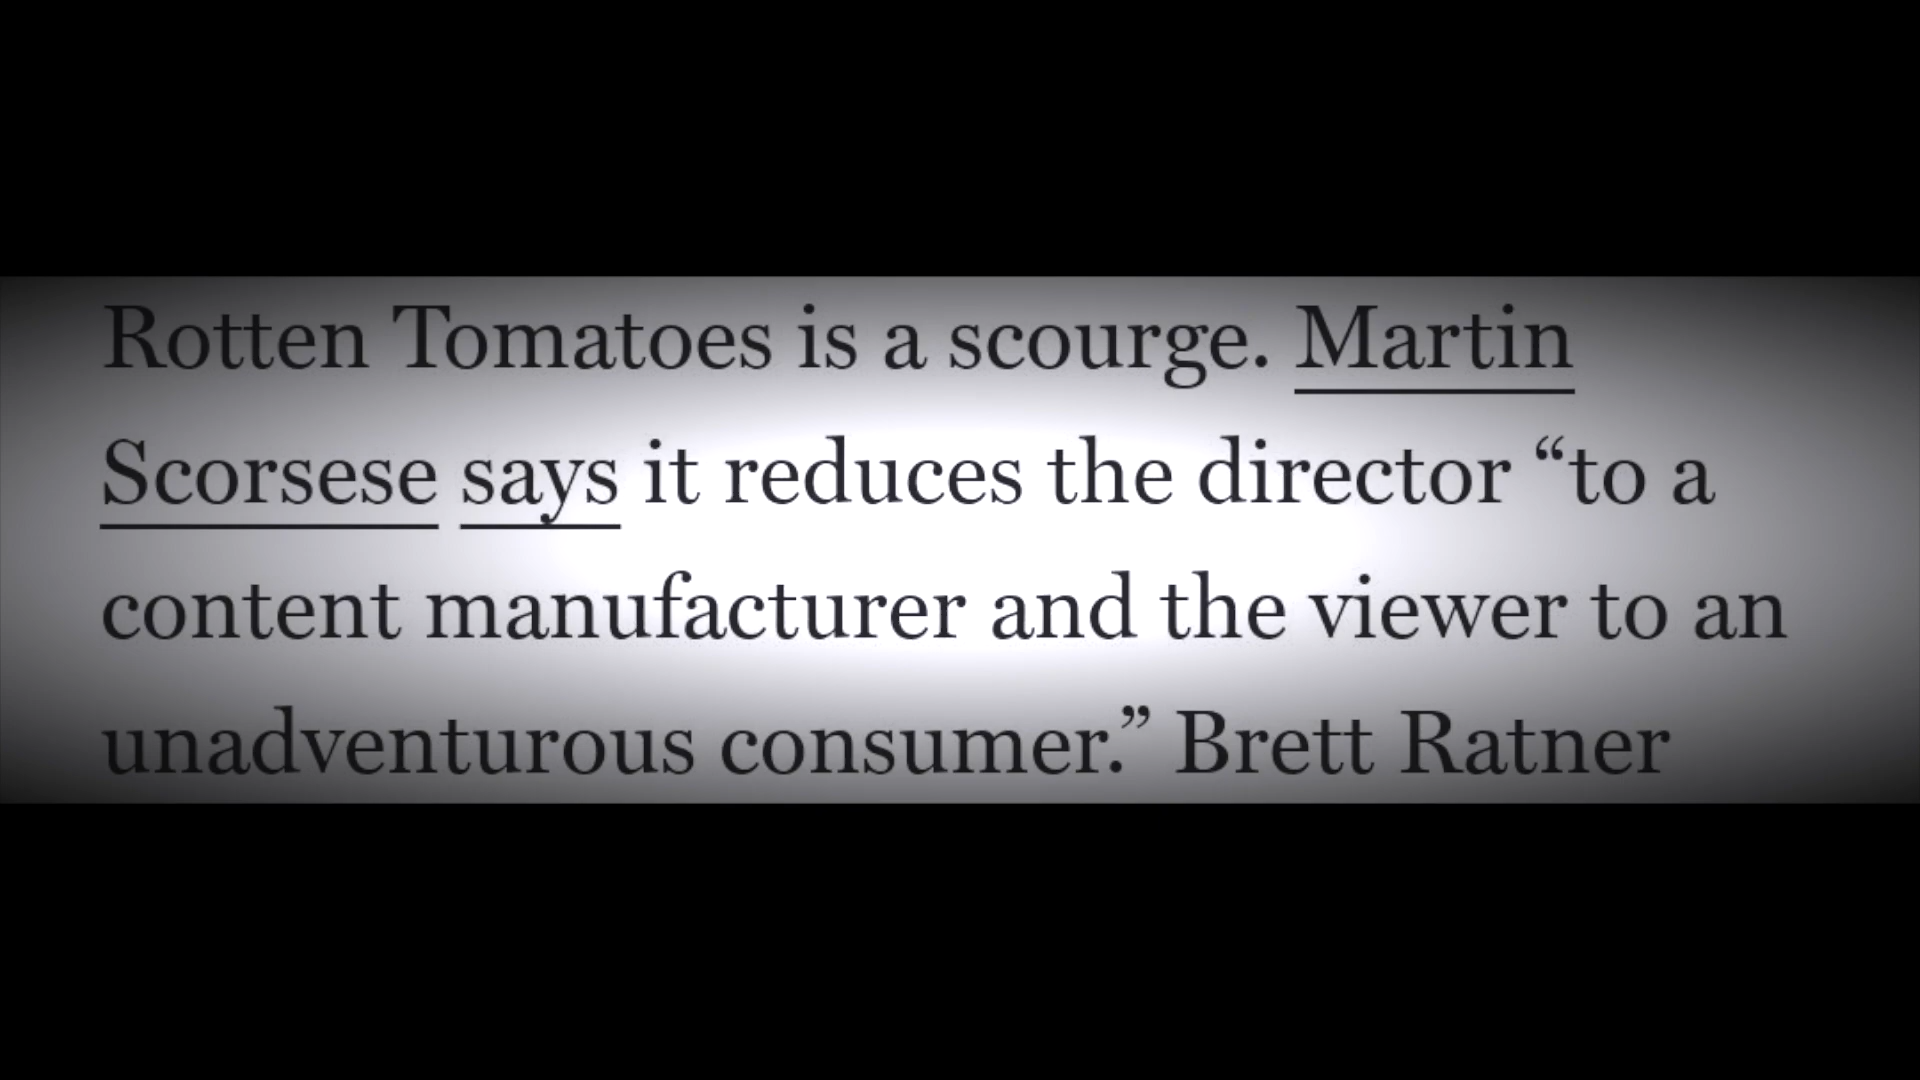 Rotten Tomatoes is a scourge. Martin
Scorsese says it reduces the director “to a
content manufacturer and the viewer to an
unadventurous consumer.” Brett Ratner